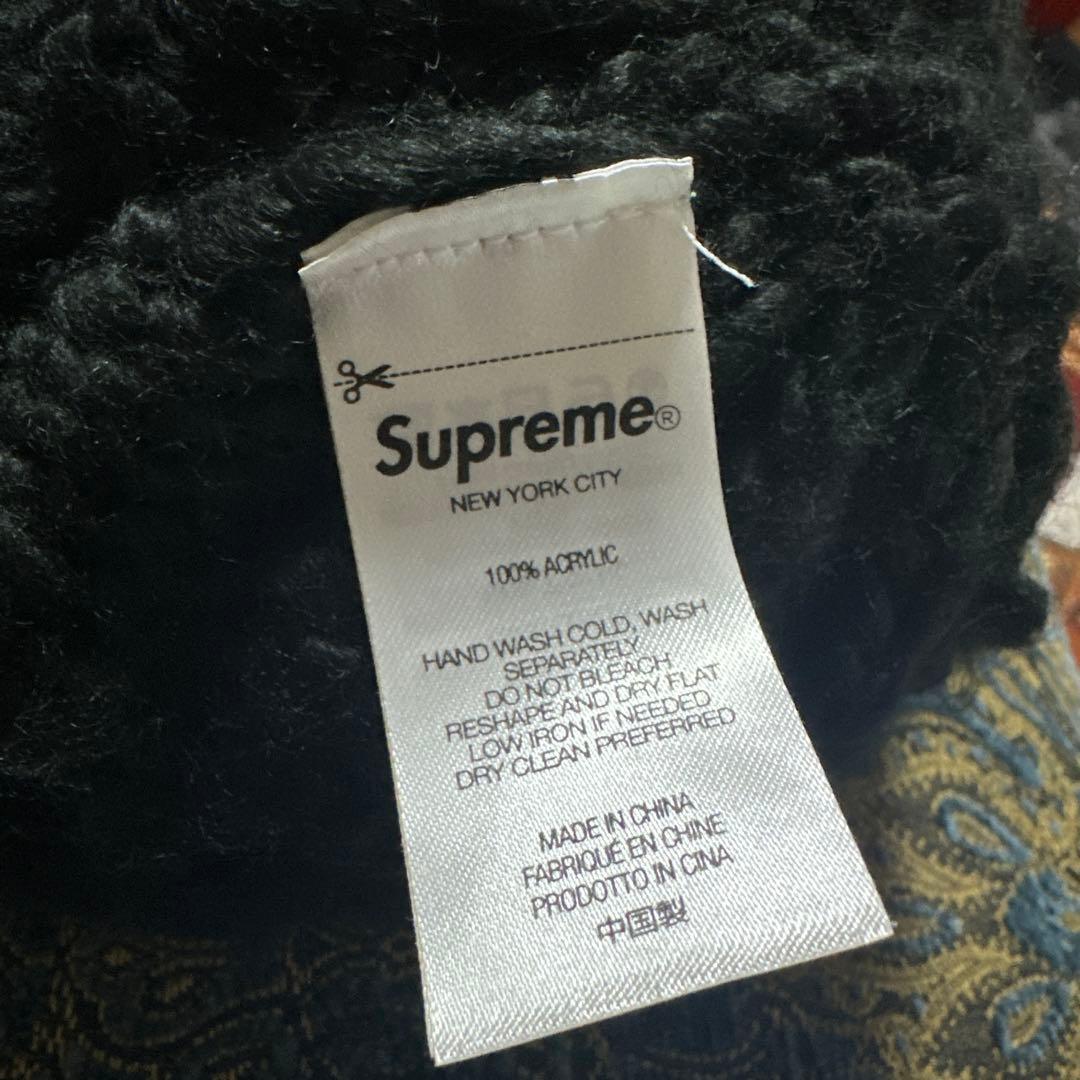 Supreme®
NEW YORK CITY
100% ACRYLIC
HAND WASH COLD, WASH
SEPARATELY
DO NOT BLEACH
RESHAPE AND DRY FLAT
LOW IRON IF NEEDED
DRY CLEAN PREFERRED
MADE IN CHINA
FABRIQUÉ EN CHINE
PRODOTTO IN CINA
中国製